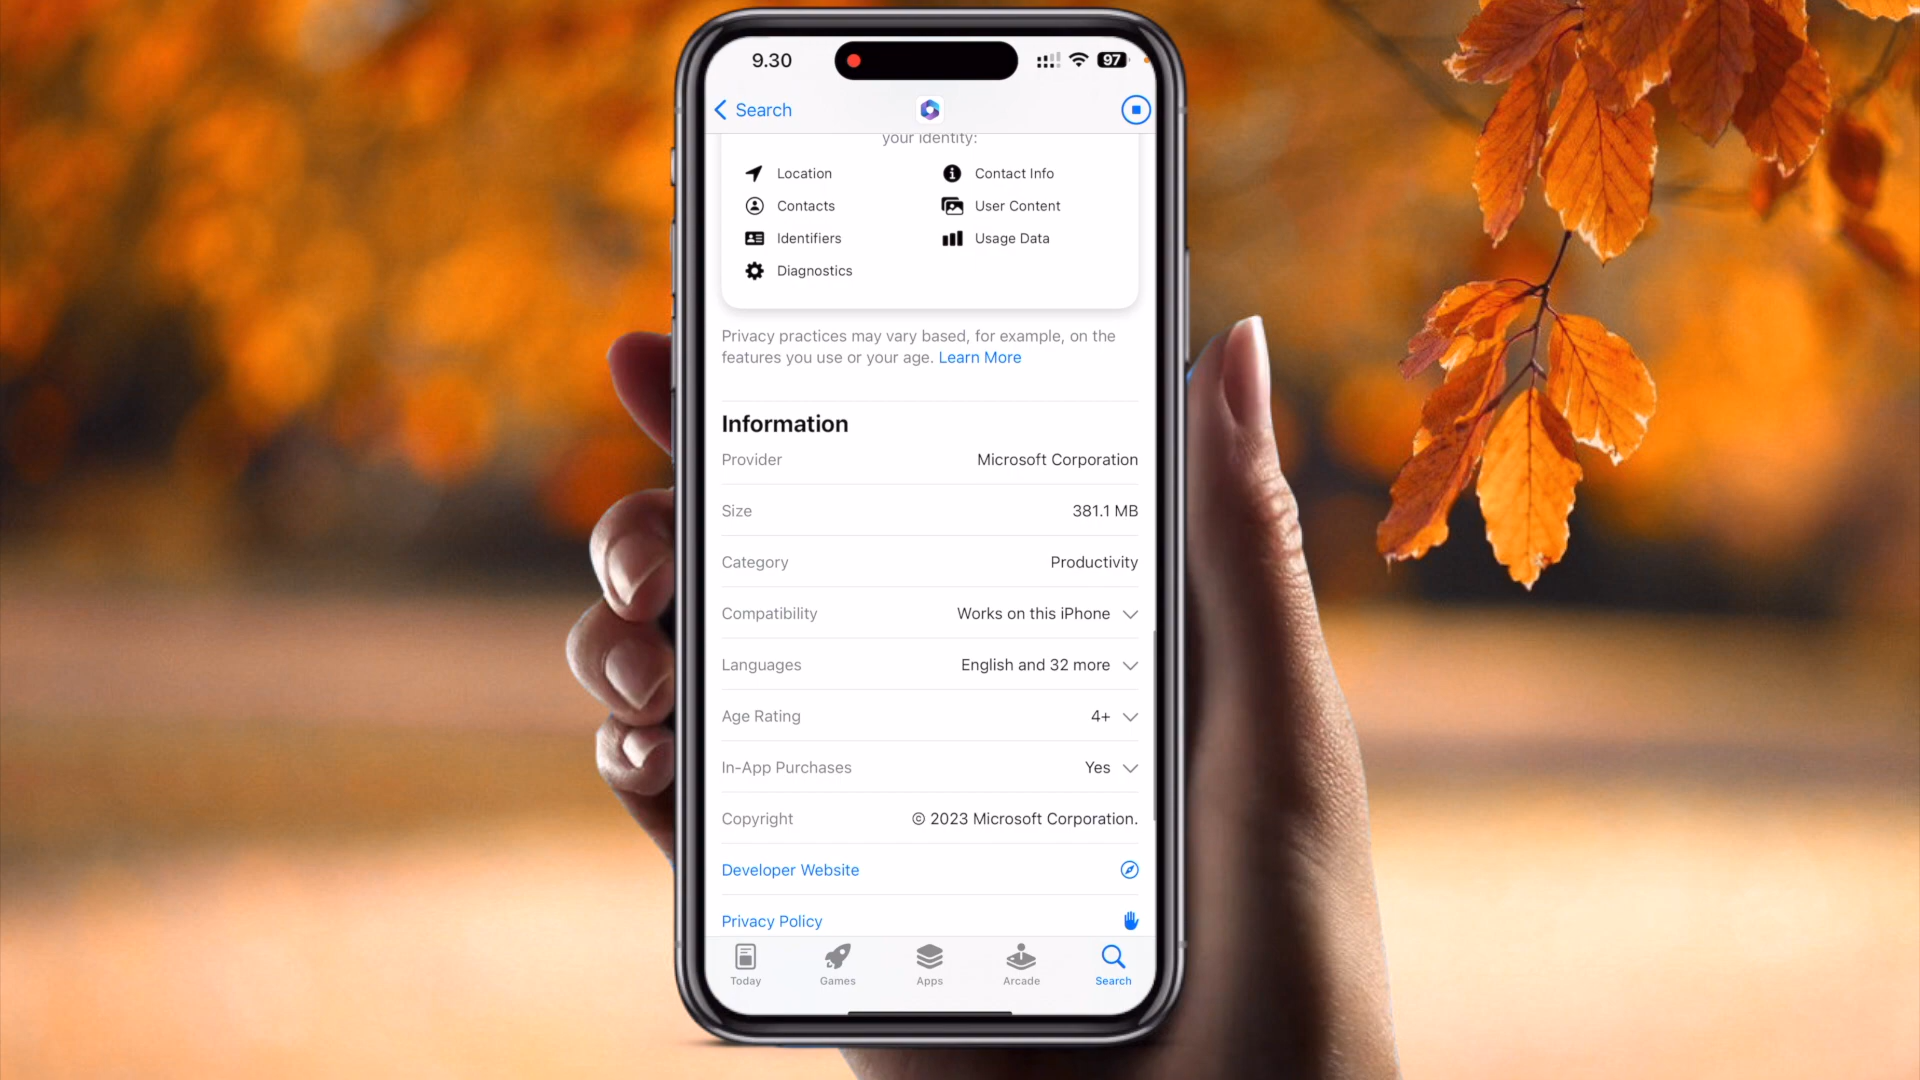 9.30
97
Search
your identity:
Location
Contact Info
Contacts
User Content
Identifiers
Usage Data
Diagnostics
Privacy practices may vary based, for example, on the
features you use or your age. Learn More
Information
Provider
Microsoft Corporation
Size
381.1 MB
Category
Productivity
Compatibility
Works on this iPhone
Languages
English and 32 more
Age Rating
4+
In-App Purchases
Yes
Copyright
© 2023 Microsoft Corporation.
Developer Website
Privacy Policy
Today
Games
Apps
Arcade
Search